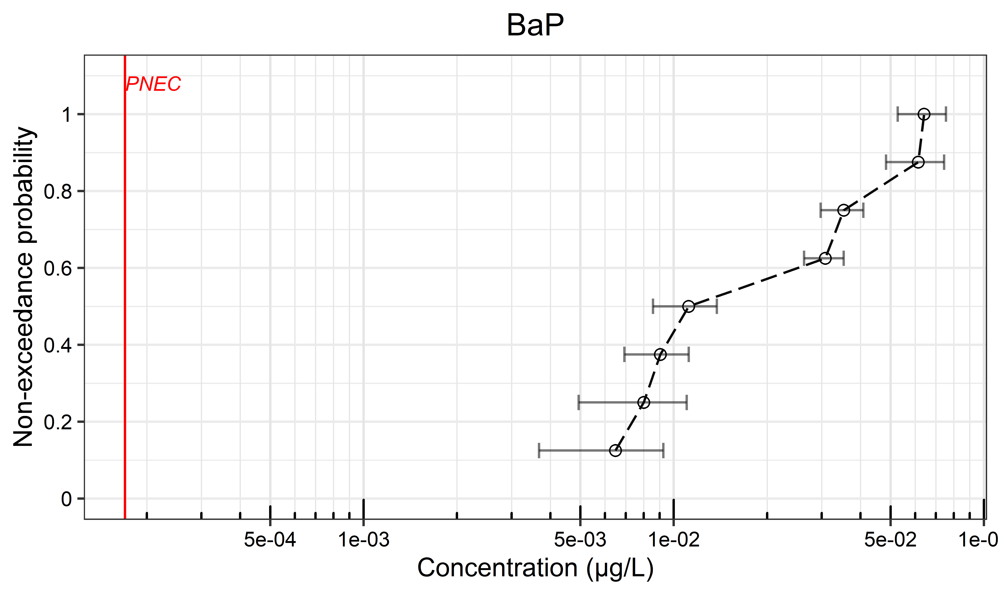 BaP
PNEC
Non-exceedance probability
1
0.8
0.6
0.4
0.2
0
5e-04 1e-03 5e-03 1e-02 5e-02 1e-0
Concentration (µg/L)